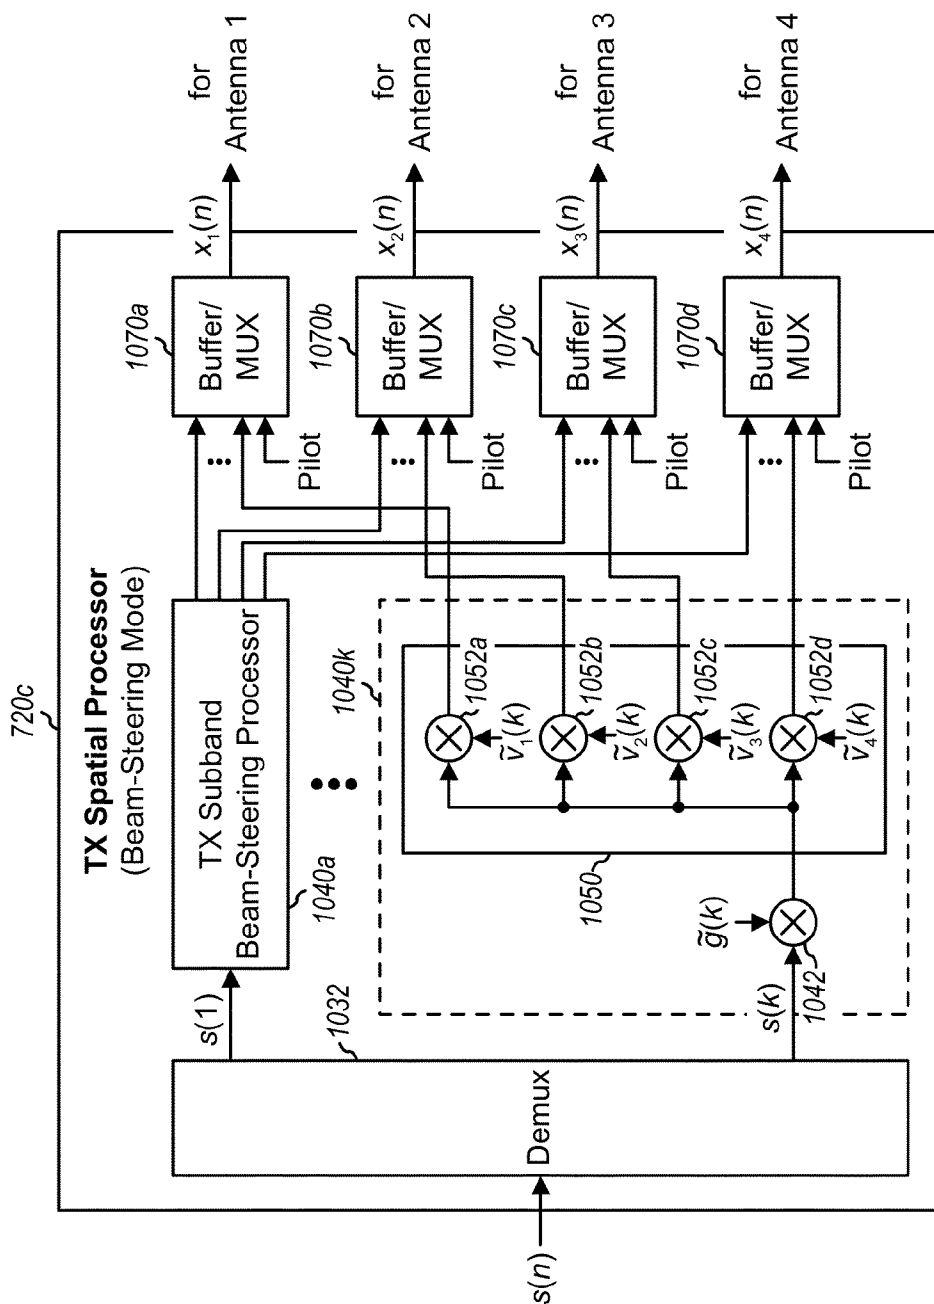 720c
TX Spatial Processor
(Beam-Steering Mode)
s(n)
Demux
1032
s(1)
TX Subband
Beam-Steering Processor
1040a
s(k)
1042
g̃(k)
1040k
1050
1052a
ṽ₁(k)
1052b
ṽ₂(k)
1052c
ṽ₃(k)
1052d
ṽ₄(k)
1070a
Buffer/
MUX
Pilot
x₁(n)
for
Antenna 1
1070b
Buffer/
MUX
Pilot
x₂(n)
for
Antenna 2
1070c
Buffer/
MUX
Pilot
x₃(n)
for
Antenna 3
1070d
Buffer/
MUX
Pilot
x₄(n)
for
Antenna 4